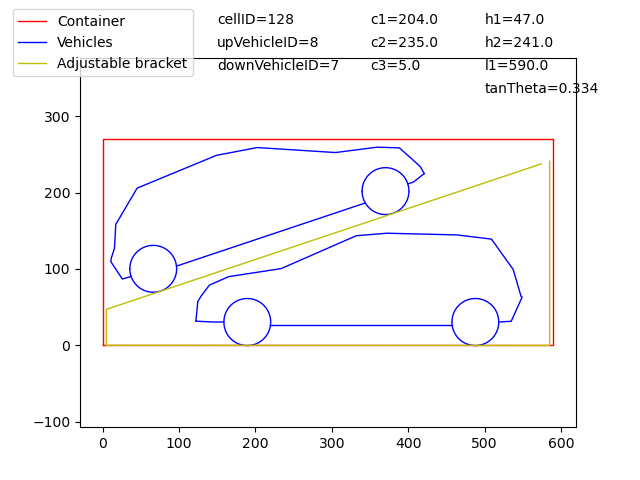 Container
Vehicles
Adjustable bracket
cellID=128
upVehicleID=8
downVehicleID=7
c1=204.0
c2=235.0
c3=5.0
h1=47.0
h2=241.0
l1=590.0
tanTheta=0.334
300
200
100
0
−100
0 100 200 300 400 500 600